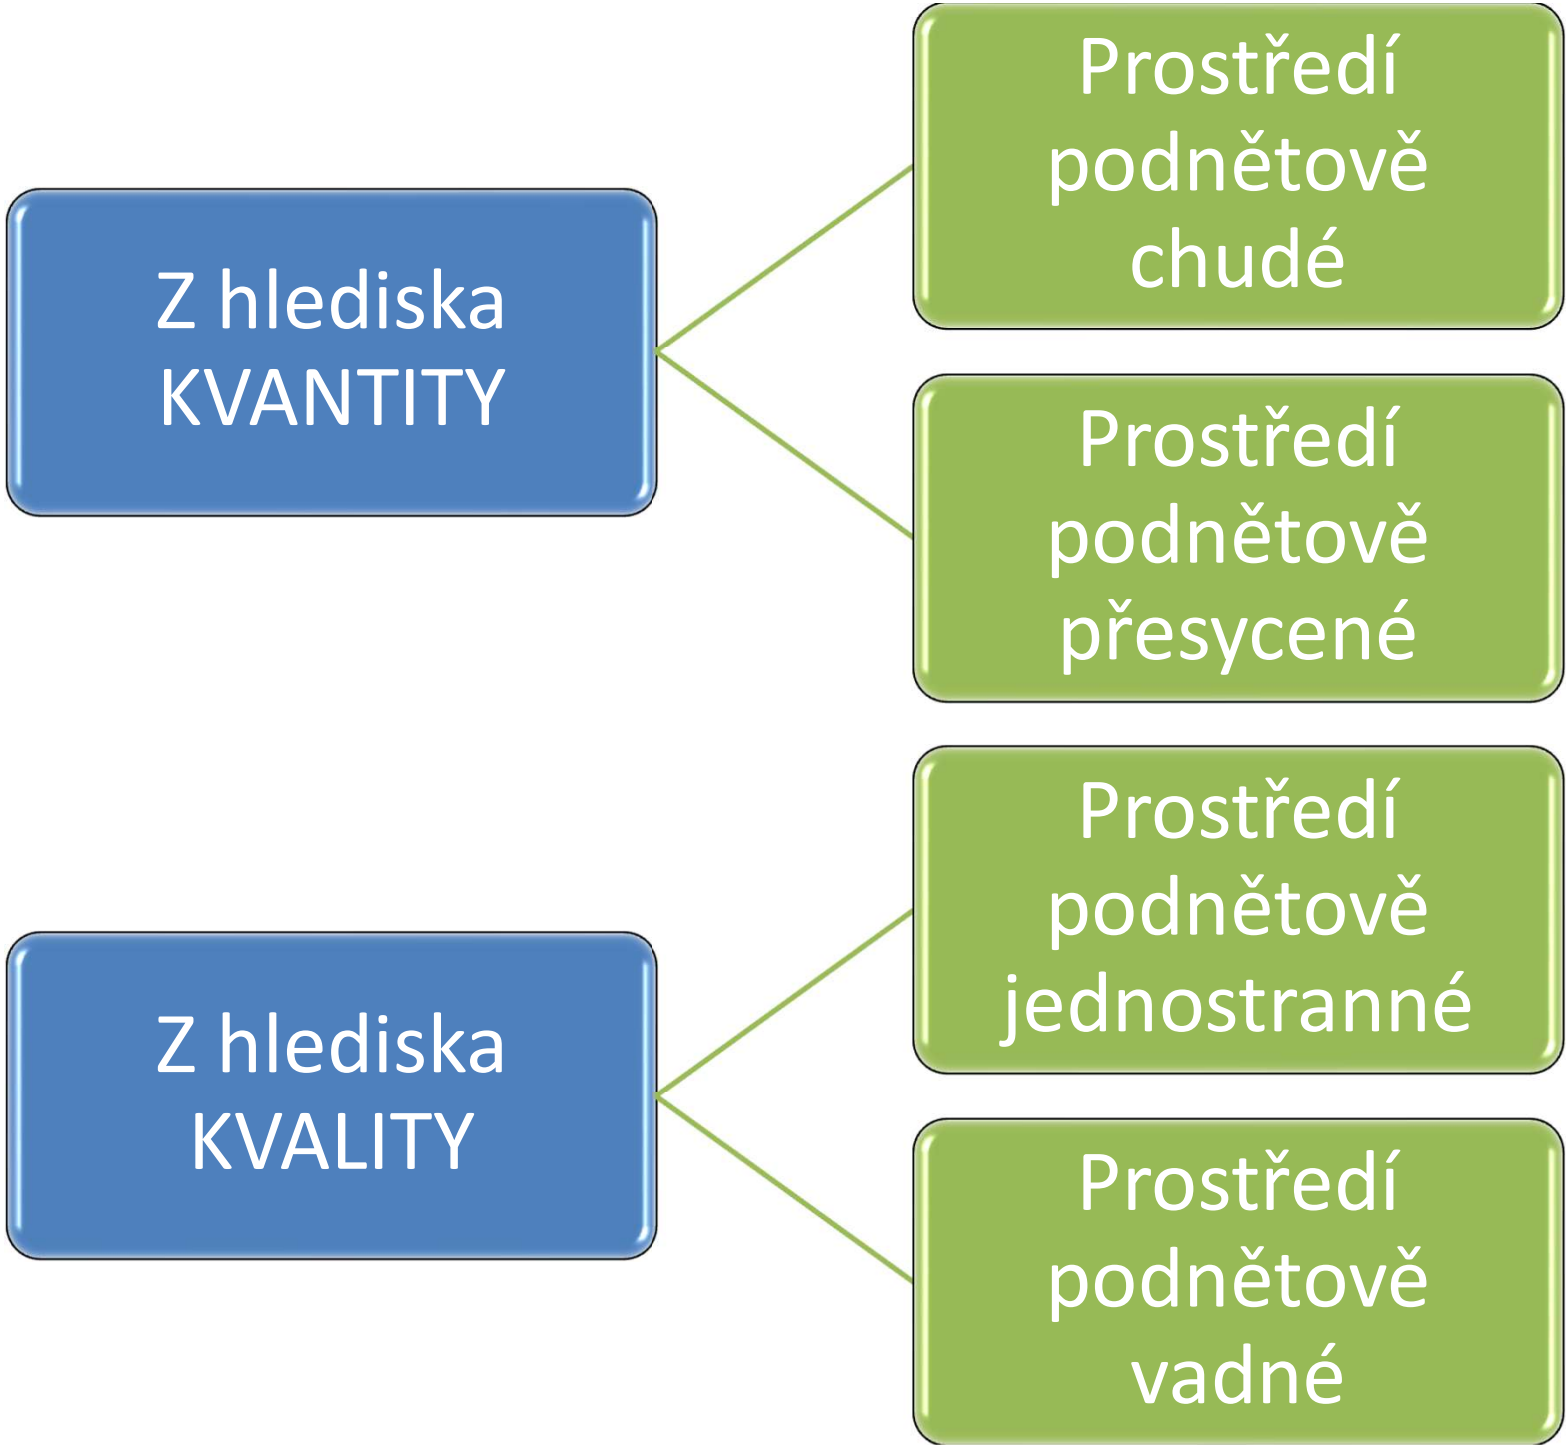 Z hlediska
KVANTITY
Prostředí
podnětově
chudé
Prostředí
podnětově
přesycené
Z hlediska
KVALITY
Prostředí
podnětově
jednostranné
Prostředí
podnětově
vadné